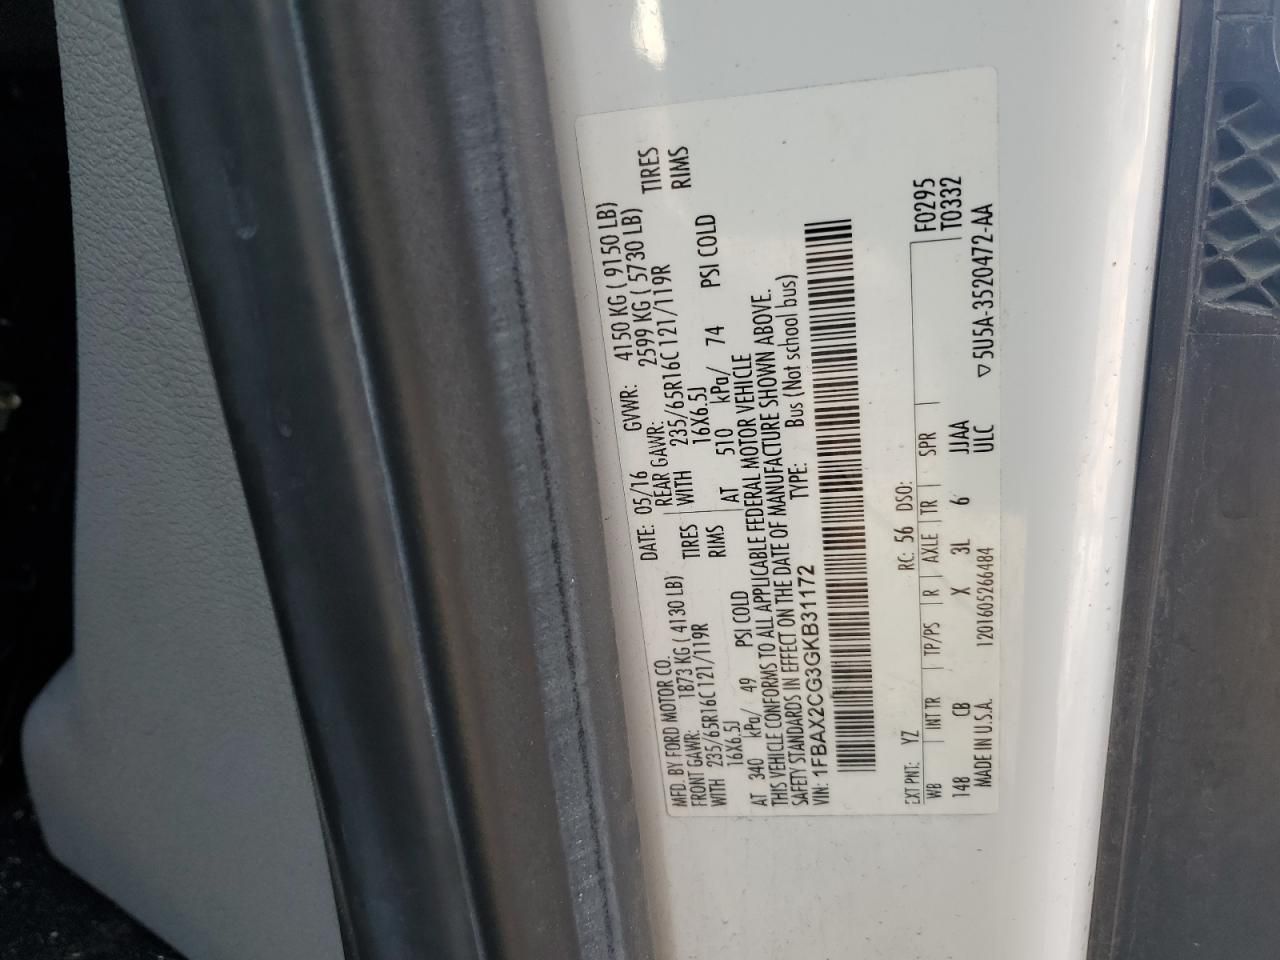 MFD. BY FORD MOTOR CO.
DATE: 05/16 GVWR: 4150 KG ( 9150 LB)
FRONT GAWR: 1873 KG ( 4130 LB) REAR GAWR: 2599 KG ( 5730 LB)
WITH 235/65R16C 121/119R TIRES WITH 235/65R16C 121/119R TIRES
16X6.5J RIMS 16X6.5J RIMS
AT 340 kPa/ 49 PSI COLD AT 510 kPa/ 74 PSI COLD
THIS VEHICLE CONFORMS TO ALL APPLICABLE FEDERAL MOTOR VEHICLE
SAFETY STANDARDS IN EFFECT ON THE DATE OF MANUFACTURE SHOWN ABOVE.
VIN: 1FBAX2CG3GKB31172 TYPE: Bus (Not school bus)
EXT PNT: YZ RC: 56 DSO: F0295
WB INT TR TP/PS R AXLE TR SPR T0332
148 CB X 3L 6 JJAA
MADE IN U.S.A. 1201605266484 ULC ▽5U5A-3520472-AA